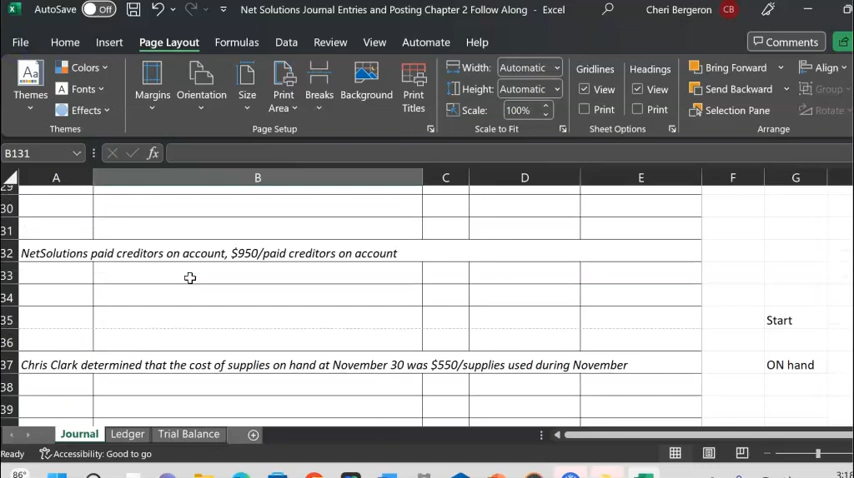 AutoSave Off Net Solutions Journal Entries and Posting Chapter 2 Follow Along - Excel Cheri Bergeron CB
File Home Insert Page Layout Formulas Data Review View Automate Help Comments
Themes Colors Fonts Effects
Margins Orientation Size Print Area Breaks Background Print Titles
Width: Automatic
Height: Automatic
Scale: 100%
Gridlines Headings
View View
Print Print
Bring Forward Align
Send Backward Group
Selection Pane Rotate
Themes Page Setup Scale to Fit Sheet Options Arrange
B131 fx
A B C D E F G
29
30
31
32 NetSolutions paid creditors on account, $950/paid creditors on account
33
34
35 Start
36
37 Chris Clark determined that the cost of supplies on hand at November 30 was $550/supplies used during November ON hand
38
39
Journal Ledger Trial Balance
Ready Accessibility: Good to go
86° 3:18